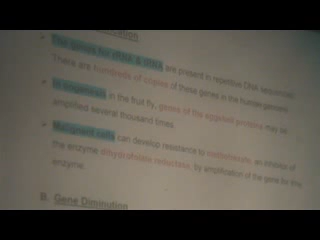 The genes for rRNA & tRNA are present in repetitive DNA sequences.
There are hundreds of copies of those genes in the human genome.
In oogenesis in the fruit fly, genes of the eggshell proteins may be
amplified several thousand times.
Malignant cells can develop resistance to methotrexate, an inhibitor of
the enzyme dihydrofolate reductase, by amplification of the gene for this
enzyme.
B. Gene Diminution